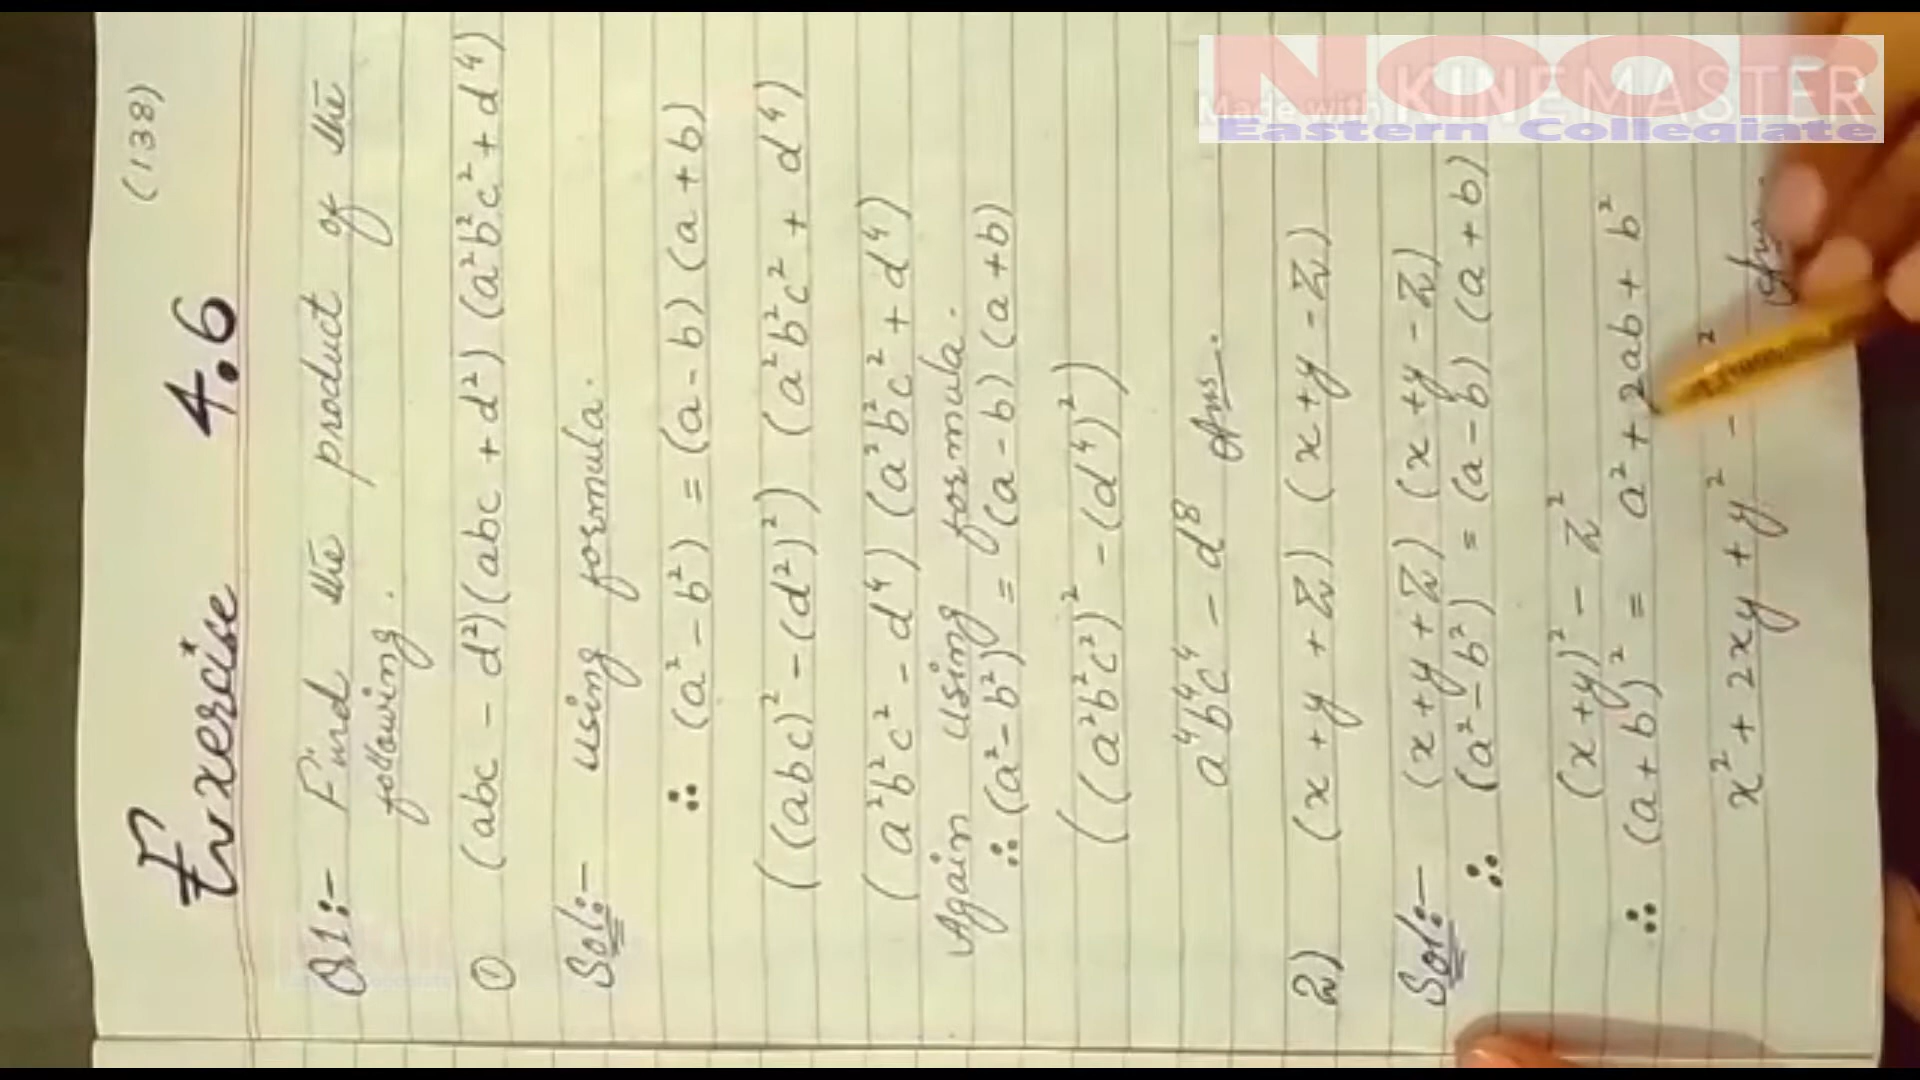 (138)
Exercise 4.6
Q1:- Find the product of the
following.
① (abc - d²)(abc + d²)(a²b²c² + d⁴)
Sol:- using formula.
∴ (a² - b²) = (a - b)(a + b)
((abc)² - (d²)²) (a²b²c² + d⁴)
(a²b²c² - d⁴)(a²b²c² + d⁴)
Again using formula.
∴ (a² - b²) = (a - b)(a + b)
((a²b²c²)² - (d⁴)²)
a⁴b⁴c⁴ - d⁸ Ans.
2) (x + y + z)(x + y - z)
Sol:- (x + y + z)(x + y - z)
∴ (a² - b²) = (a - b)(a + b)
(x + y)² - z²
∴ (a + b)² = a² + 2ab + b²
x² + 2xy + y² - ² Ans.
NOOR
Eastern Collegiate
Made with KINEMASTER